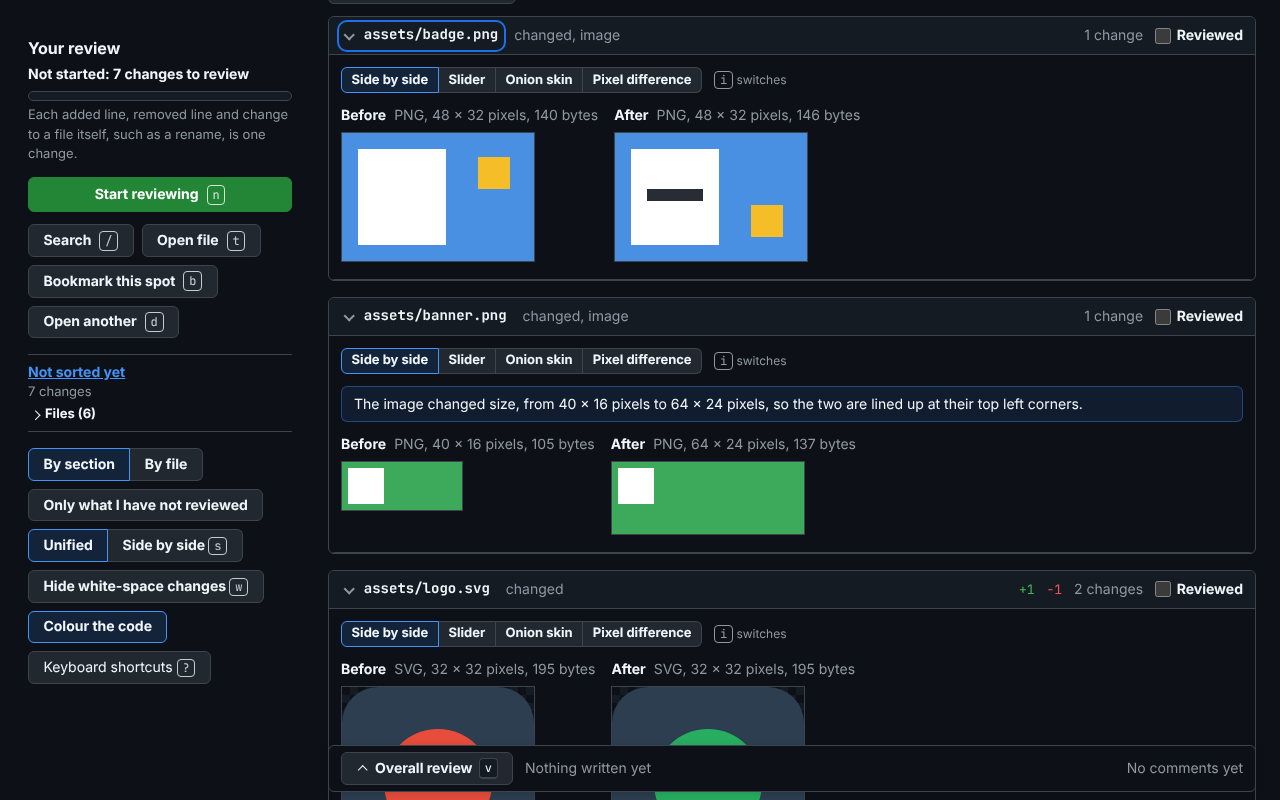 Your review
Not started: 7 changes to review
Each added line, removed line and change
to a file itself, such as a rename, is one
change.
Start reviewing n
Search / Open file t
Bookmark this spot b
Open another d
Not sorted yet
7 changes
Files (6)
By section By file
Only what I have not reviewed
Unified Side by side s
Hide white-space changes w
Colour the code
Keyboard shortcuts ?
assets/badge.png changed, image 1 change Reviewed
Side by side Slider Onion skin Pixel difference i switches
Before PNG, 48 × 32 pixels, 140 bytes After PNG, 48 × 32 pixels, 146 bytes
assets/banner.png changed, image 1 change Reviewed
Side by side Slider Onion skin Pixel difference i switches
The image changed size, from 40 × 16 pixels to 64 × 24 pixels, so the two are lined up at their top left corners.
Before PNG, 40 × 16 pixels, 105 bytes After PNG, 64 × 24 pixels, 137 bytes
assets/logo.svg changed +1 -1 2 changes Reviewed
Side by side Slider Onion skin Pixel difference i switches
Before SVG, 32 × 32 pixels, 195 bytes After SVG, 32 × 32 pixels, 195 bytes
Overall review v Nothing written yet No comments yet